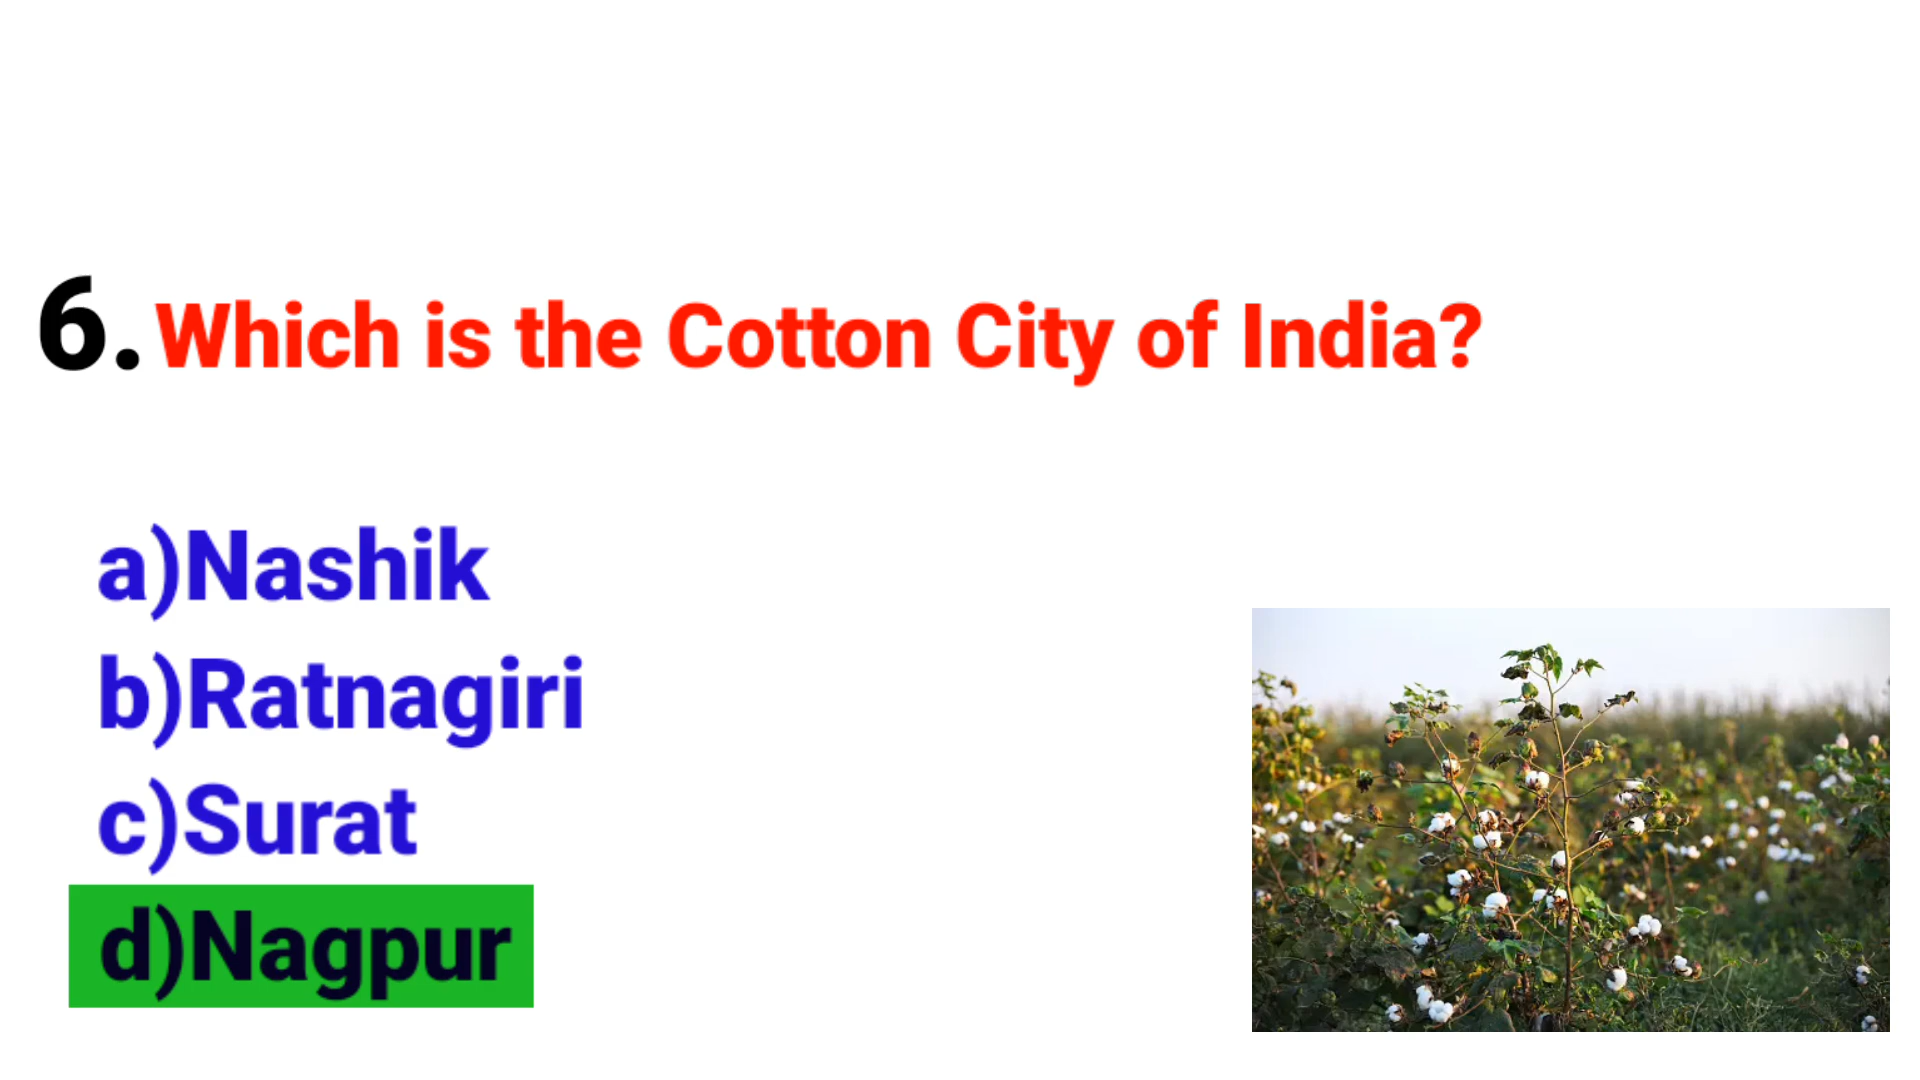 6. Which is the Cotton City of India?
a)Nashik
b)Ratnagiri
c)Surat
d)Nagpur